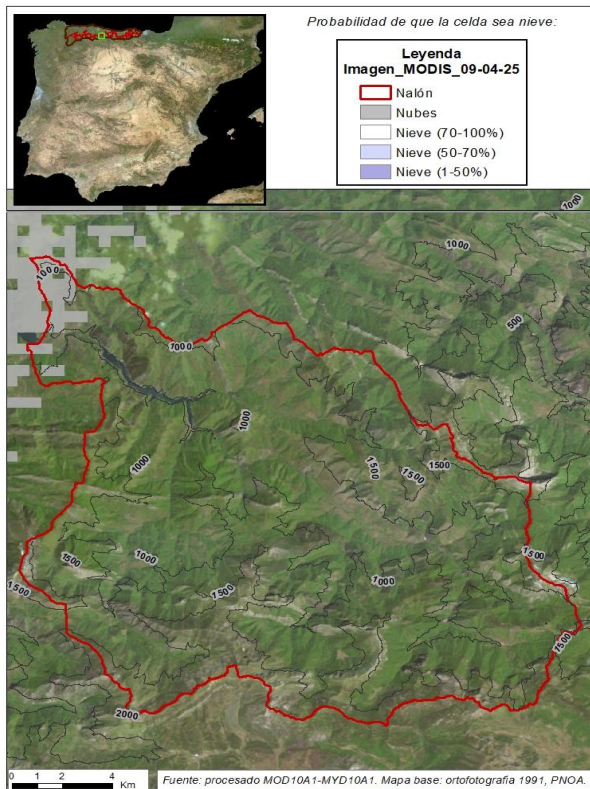 Probabilidad de que la celda sea nieve:
Leyenda
Imagen_MODIS_09-04-25
Nalón
Nubes
Nieve (70-100%)
Nieve (50-70%)
Nieve (1-50%)
1000
1000
500
1000
1000
1000
1000
1500
1500
1500
1500
1500
1000
1500
1000
1500
1500
2000
0 1 2 4
Km
Fuente: procesado MOD10A1-MYD10A1. Mapa base: ortofotografia 1991, PNOA.